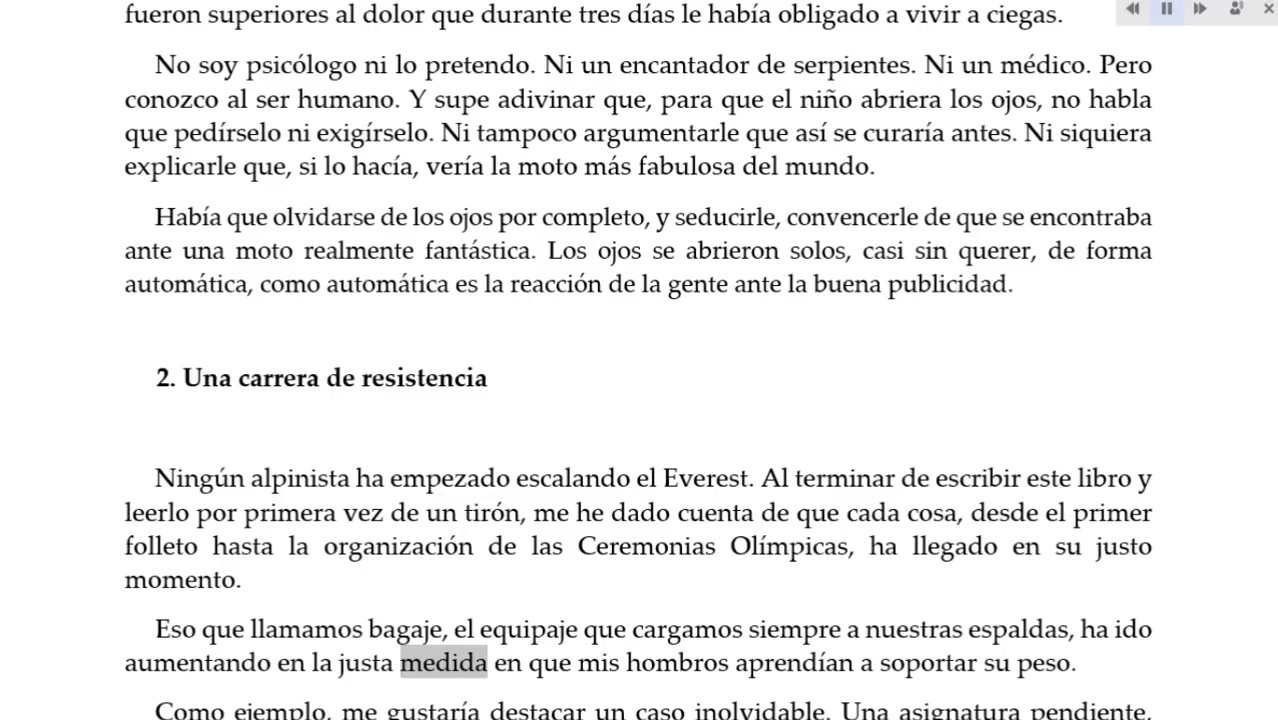 fueron superiores al dolor que durante tres días le había obligado a vivir a ciegas.
No soy psicólogo ni lo pretendo. Ni un encantador de serpientes. Ni un médico. Pero
conozco al ser humano. Y supe adivinar que, para que el niño abriera los ojos, no habla
que pedírselo ni exigírselo. Ni tampoco argumentarle que así se curaría antes. Ni siquiera
explicarle que, si lo hacía, vería la moto más fabulosa del mundo.
Había que olvidarse de los ojos por completo, y seducirle, convencerle de que se encontraba
ante una moto realmente fantástica. Los ojos se abrieron solos, casi sin querer, de forma
automática, como automática es la reacción de la gente ante la buena publicidad.
2. Una carrera de resistencia
Ningún alpinista ha empezado escalando el Everest. Al terminar de escribir este libro y
leerlo por primera vez de un tirón, me he dado cuenta de que cada cosa, desde el primer
folleto hasta la organización de las Ceremonias Olímpicas, ha llegado en su justo
momento.
Eso que llamamos bagaje, el equipaje que cargamos siempre a nuestras espaldas, ha ido
aumentando en la justa medida en que mis hombros aprendían a soportar su peso.
Como ejemplo, me gustaría destacar un caso inolvidable. Una asignatura pendiente,